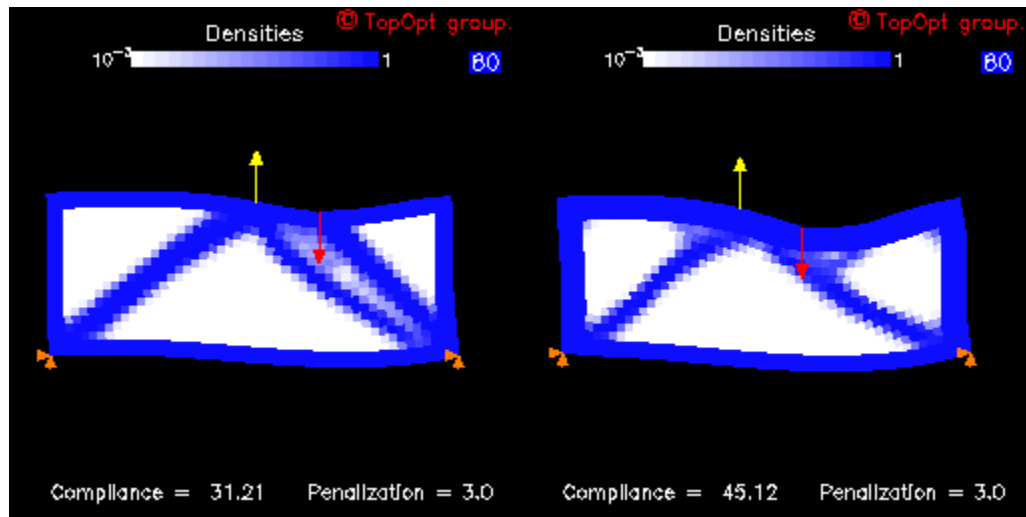 © TopOpt group.
Densities
10⁻³ 1 80
Compliance = 31.21 Penalization = 3.0
© TopOpt group.
Densities
10⁻³ 1 80
Compliance = 45.12 Penalization = 3.0